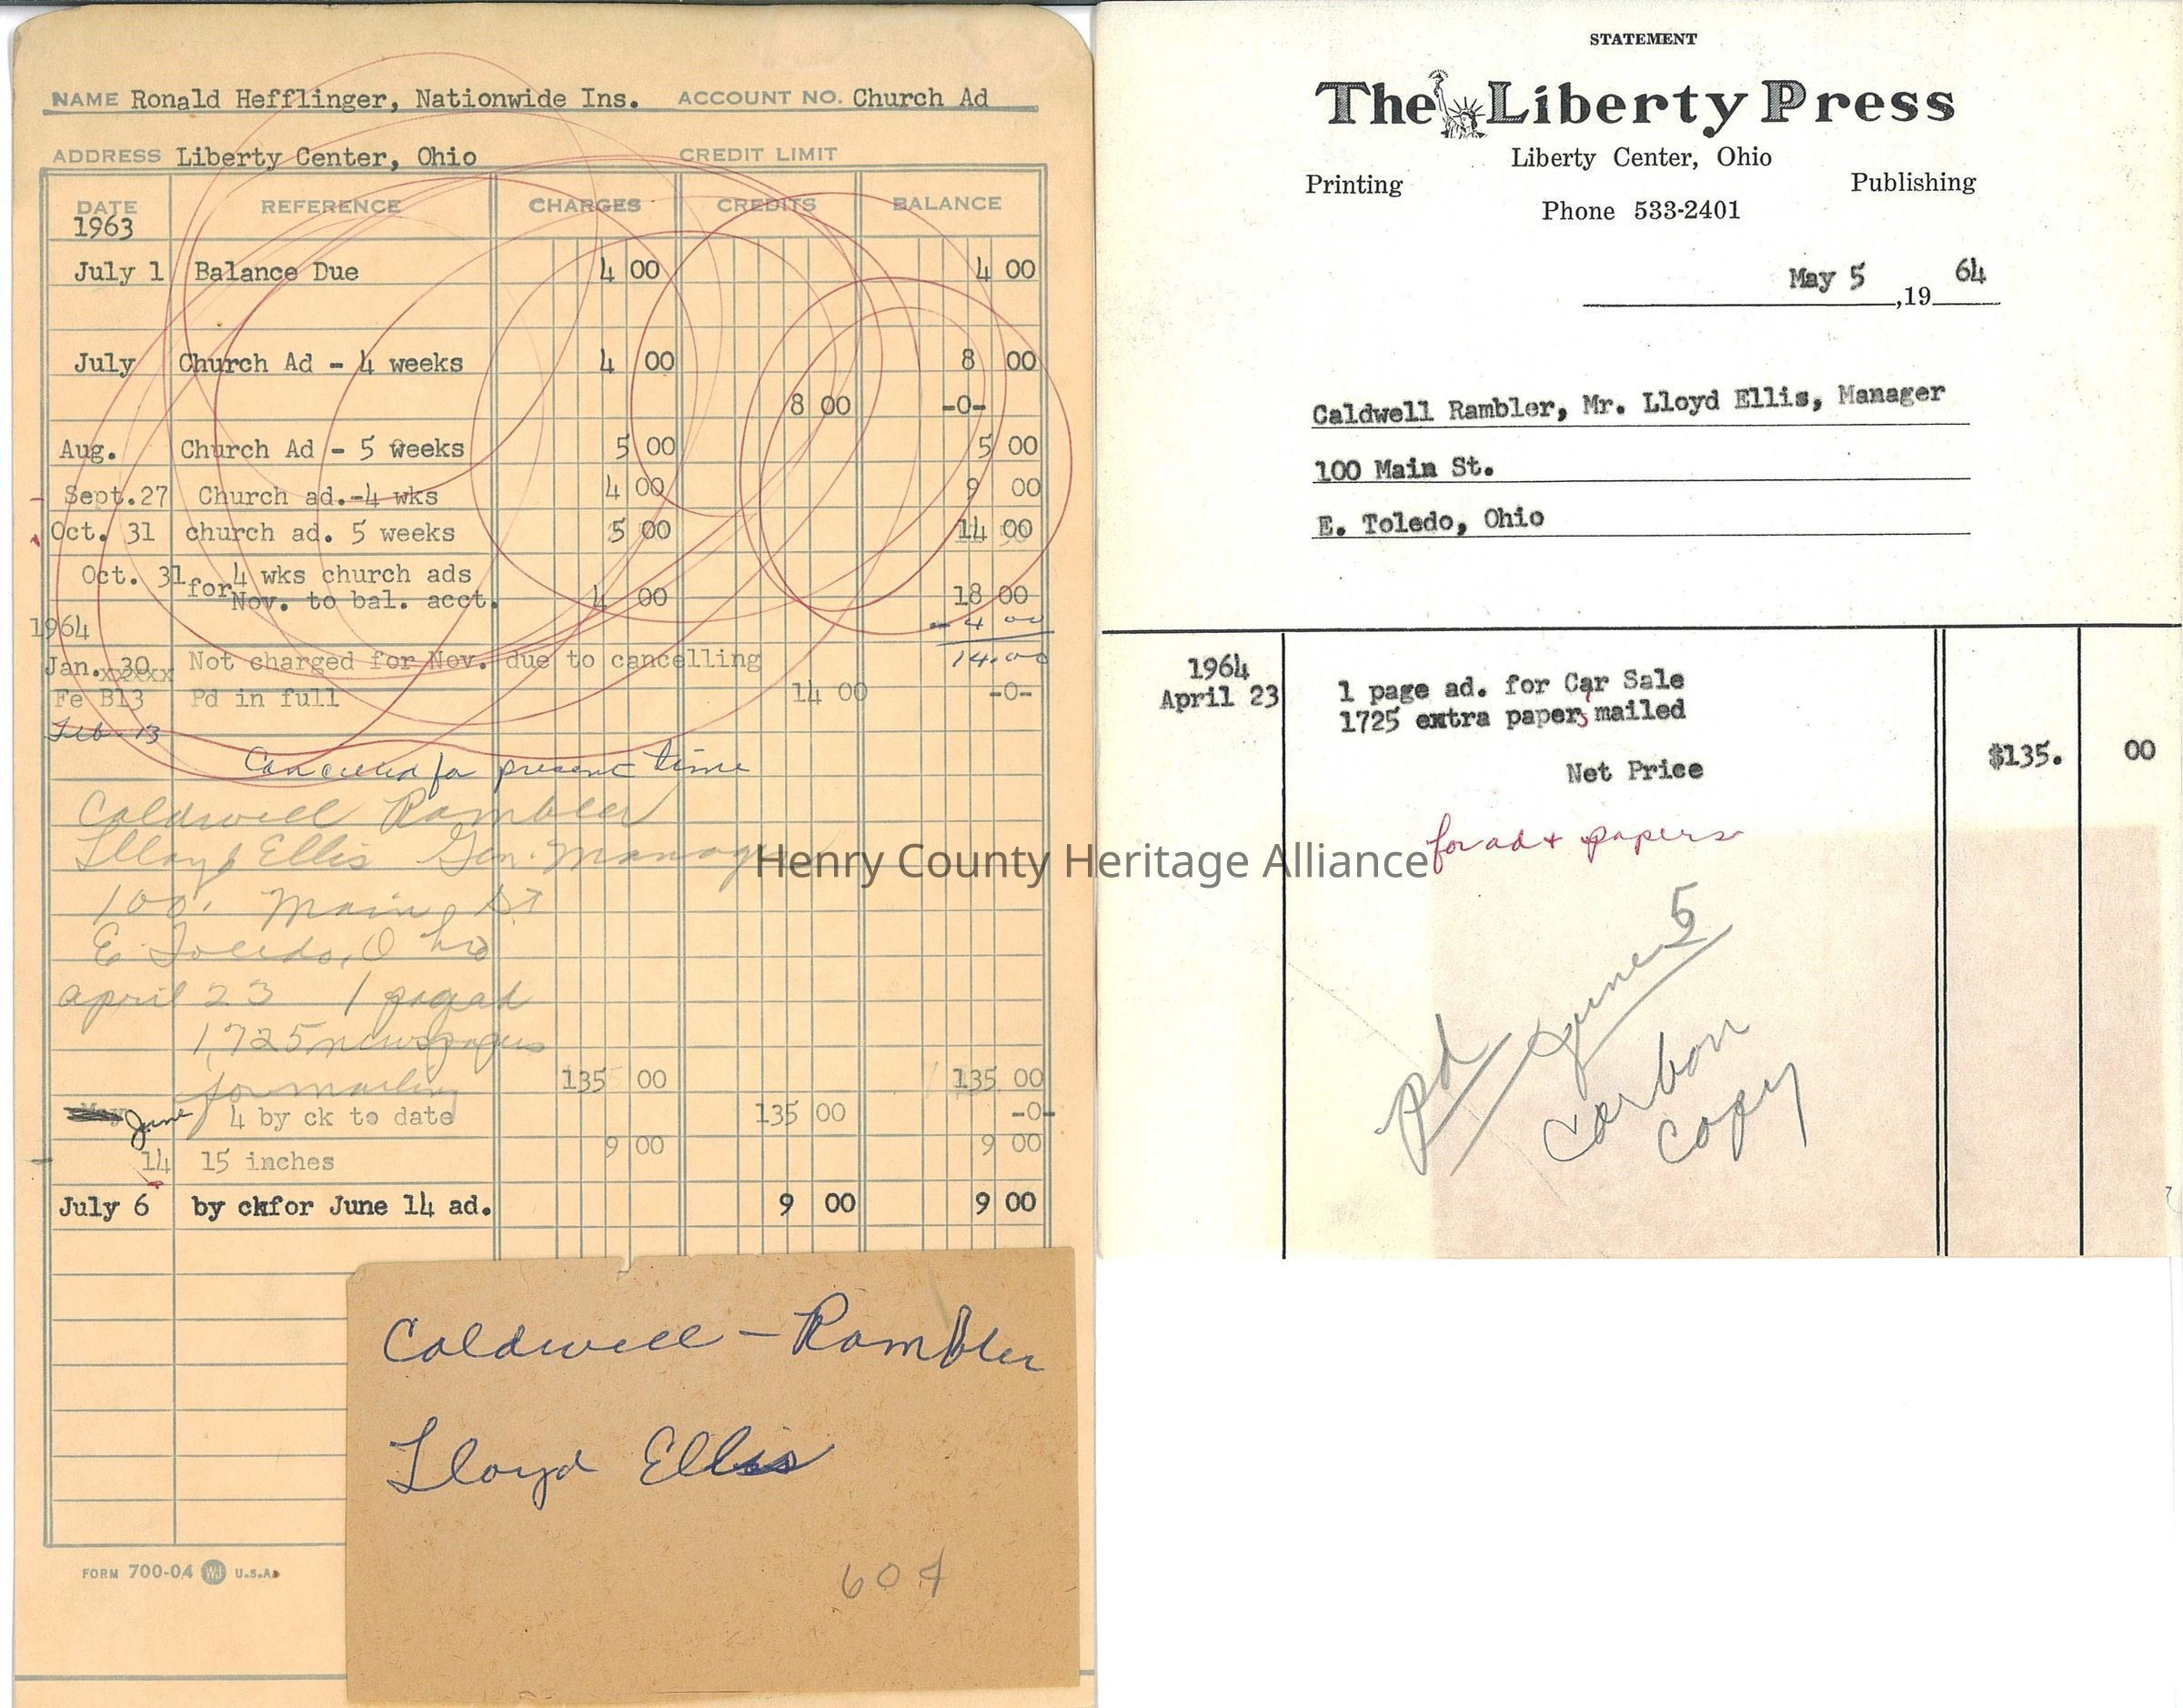 NAME Ronald Hefflinger, Nationwide Ins. ACCOUNT NO. Church Ad
ADDRESS Liberty Center, Ohio CREDIT LIMIT
DATE REFERENCE CHARGES CREDITS BALANCE
1963
July 1 Balance Due 4 00 4 00
July Church Ad - 4 weeks 4 00 8 00
8 00 -0-
Aug. Church Ad - 5 weeks 5 00 5 00
Sept.27 Church ad.-4 wks 4 00 9 00
Oct. 31 church ad. 5 weeks 5 00 14 00
Oct. 31 for 4 wks church ads
Nov. to bal. acct. 4 00 18 00
1964 - 4 00
Jan. 30 Not charged for Nov. due to cancelling 14.00
Fe B13 Pd in full 14 00 -0-
Feb. 13
Cancelled for present time
Caldwell Rambler
Lloyd Ellis Gen. Manager
100. Main St
E. Toledo, Ohio
April 23 1 page ad
1,725 newspapers
for mailing 135 00 135 00
June 4 by ck to date 135 00 -0-
14 15 inches 9 00 9 00
July 6 by ckfor June 14 ad. 9 00 9 00
FORM 700-04 WJ U.S.A.
Caldwell - Rambler
Lloyd Ellis
604
STATEMENT
The Liberty Press
Liberty Center, Ohio
Printing Publishing
Phone 533-2401
May 5 ,19 64
Caldwell Rambler, Mr. Lloyd Ellis, Manager
100 Main St.
E. Toledo, Ohio
1964
April 23 1 page ad. for Car Sale
1725 extra papers mailed
Net Price $135. 00
for ad + papers
Pd June 5
Carbon
copy
Henry County Heritage Alliance